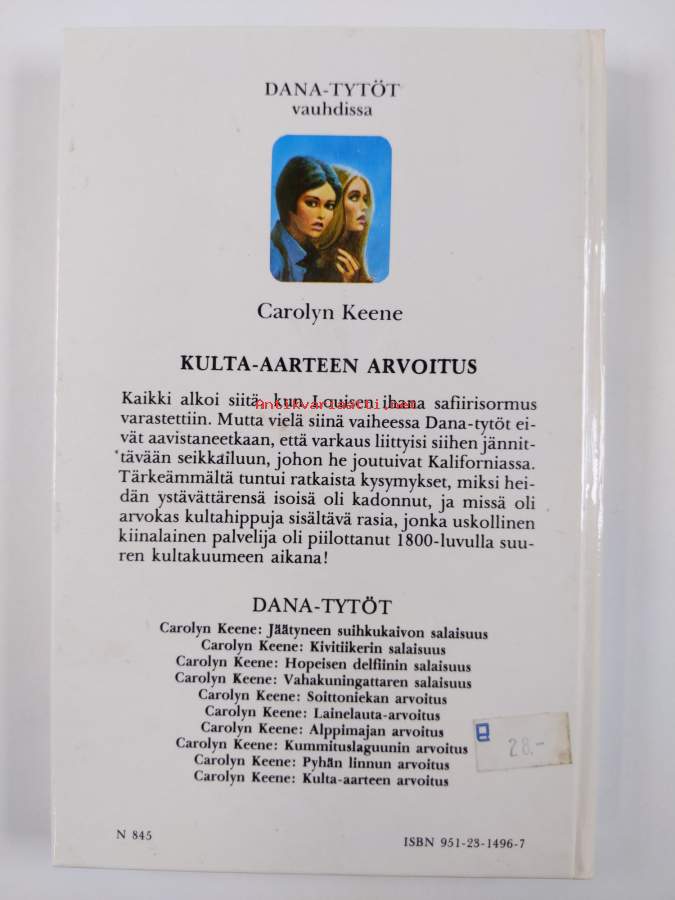 DANA-TYTÖT
vauhdissa
Carolyn Keene
KULTA-AARTEEN ARVOITUS
Kaikki alkoi siitä, kun Louisen ihana safiirisormus
Antikvariaatti.net
varastettiin. Mutta vielä siinä vaiheessa Dana-tytöt ei-
vät aavistaneetkaan, että varkaus liittyisi siihen jännit-
tävään seikkailuun, johon he joutuivat Kaliforniassa.
Tärkeämmältä tuntui ratkaista kysymykset, miksi hei-
dän ystävättärensä isoisä oli kadonnut, ja missä oli
arvokas kultahippuja sisältävä rasia, jonka uskollinen
kiinalainen palvelija oli piilottanut 1800-luvulla suu-
ren kultakuumeen aikana!
DANA-TYTÖT
Carolyn Keene: Jäätyneen suihkukaivon salaisuus
Carolyn Keene: Kivitiikerin salaisuus
Carolyn Keene: Hopeisen delfiinin salaisuus
Carolyn Keene: Vahakuningattaren salaisuus
Carolyn Keene: Soittoniekan arvoitus
Carolyn Keene: Lainelauta-arvoitus
Carolyn Keene: Alppimajan arvoitus
Carolyn Keene: Kummituslaguunin arvoitus
Carolyn Keene: Pyhän linnun arvoitus
Carolyn Keene: Kulta-aarteen arvoitus
28.-
N 845
ISBN 951-23-1496-7